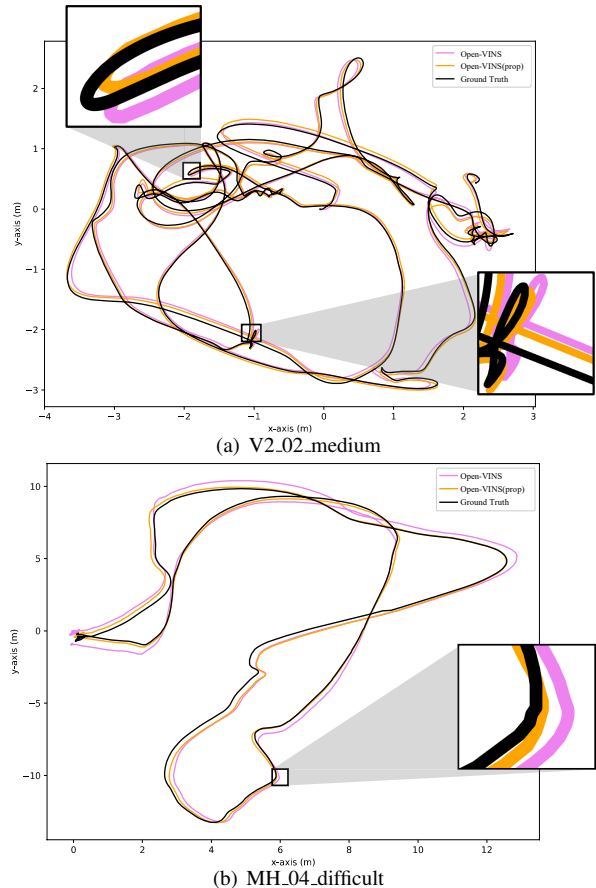 Open-VINS
Open-VINS(prop)
Ground Truth
y-axis (m)
2
1
0
−1
−2
−3
−4
−3
−2
−1
0
1
2
3
x-axis (m)
(a) V2_02_medium
Open-VINS
Open-VINS(prop)
Ground Truth
y-axis (m)
10
5
0
−5
−10
0
2
4
6
8
10
12
x-axis (m)
(b) MH_04_difficult